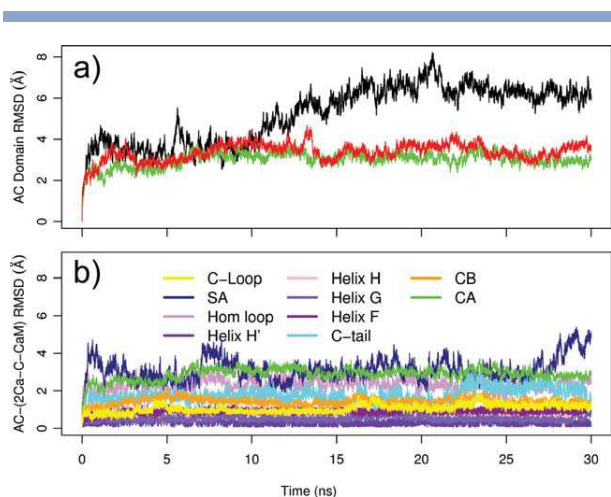 a)
AC Domain RMSD (Å)
8
6
4
2
0
b)
AC−(2Ca−C−CaM) RMSD (Å)
8
6
4
2
0
C−Loop
SA
Hom loop
Helix H'
Helix H
Helix G
Helix F
C−tail
CB
CA
0 5 10 15 20 25 30
Time (ns)